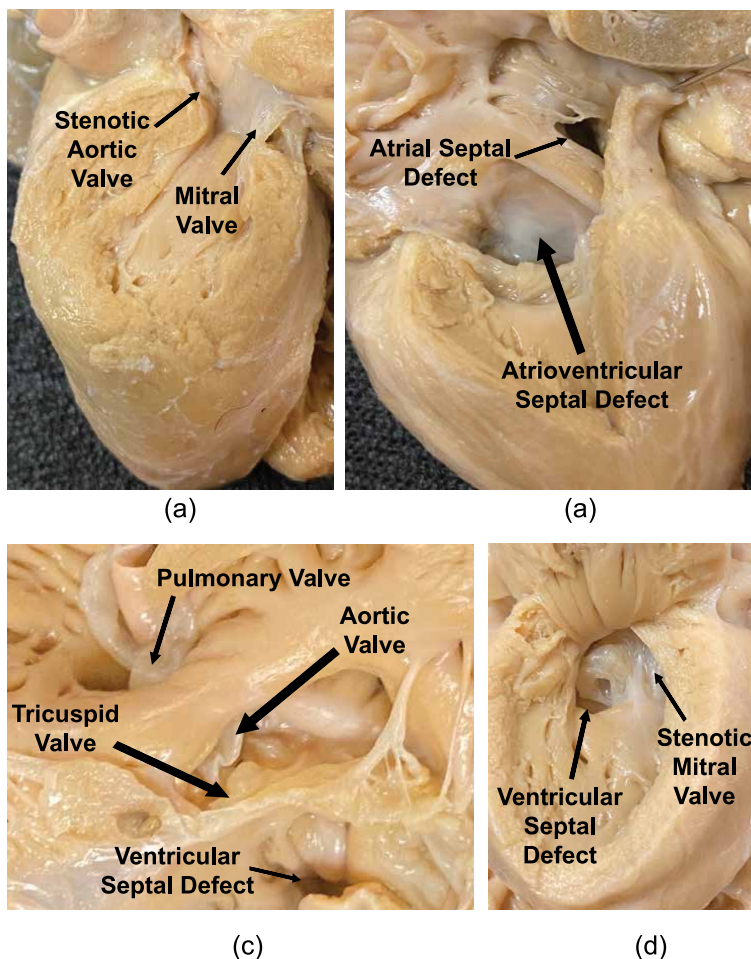 Stenotic
Aortic
Valve
Mitral
Valve
(a)
Atrial Septal
Defect
Atrioventricular
Septal Defect
(a)
Pulmonary Valve
Aortic
Valve
Tricuspid
Valve
Ventricular
Septal Defect
(c)
Stenotic
Mitral
Valve
Ventricular
Septal
Defect
(d)